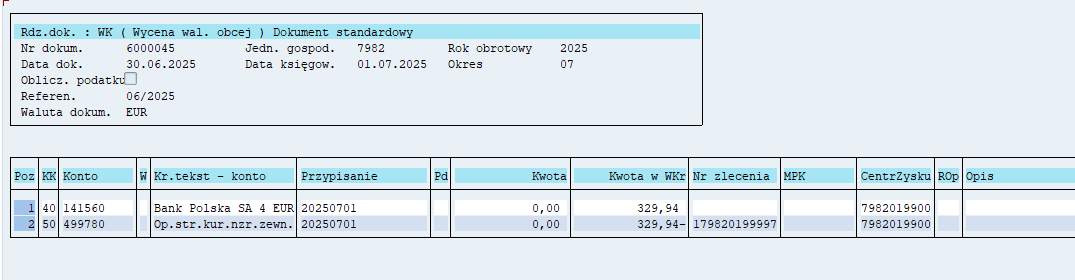 Rdz.dok. : WK ( Wycena wal. obcej ) Dokument standardowy
Nr dokum. 6000045 Jedn. gospod. 7982 Rok obrotowy 2025
Data dok. 30.06.2025 Data księgow. 01.07.2025 Okres 07
Oblicz. podatku
Referen. 06/2025
Waluta dokum. EUR
Poz KK Konto W Kr.tekst - konto Przypisanie Pd Kwota Kwota w WKr Nr zlecenia MPK CentrZysku ROp Opis
1 40 141560 Bank Polska SA 4 EUR 20250701 0,00 329,94 7982019900
2 50 499780 Op.str.kur.nzr.zewn. 20250701 0,00 329,94- 179820199997 7982019900